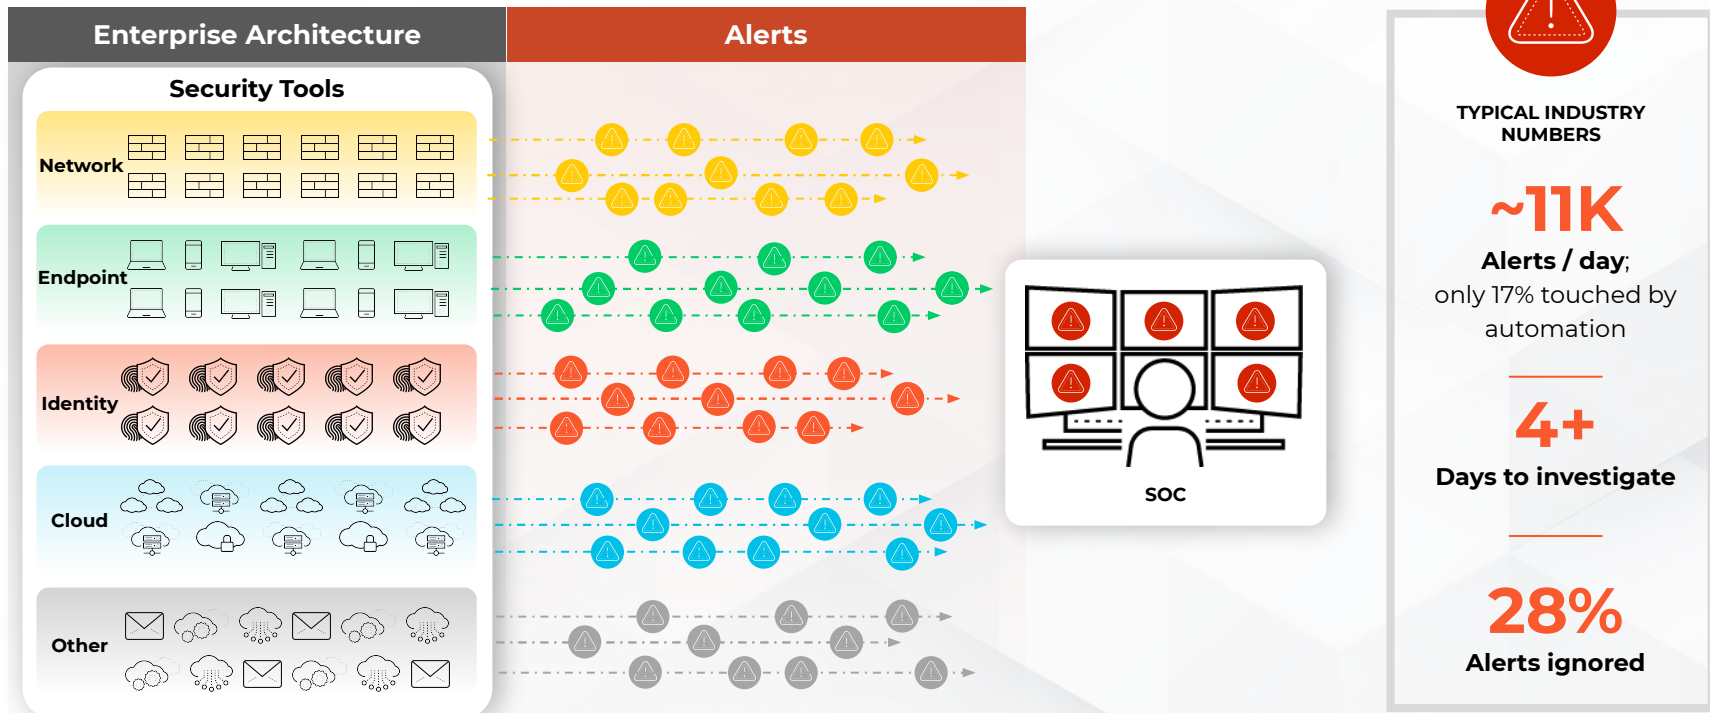 Enterprise Architecture
Alerts
Security Tools
Network
Endpoint
Identity
Cloud
Other
SOC
TYPICAL INDUSTRY
NUMBERS
~11K
Alerts / day;
only 17% touched by
automation
4+
Days to investigate
28%
Alerts ignored